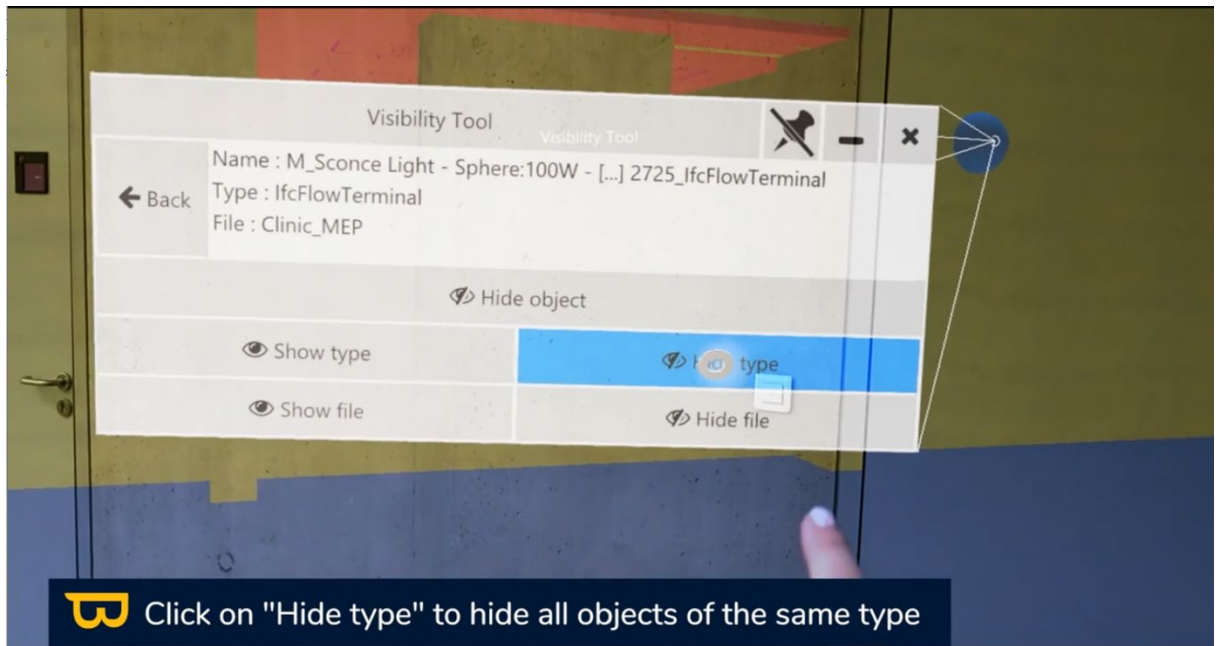 Visibility Tool
Visibility Tool
Name : M_Sconce Light - Sphere:100W - [...] 2725_IfcFlowTerminal
Back
Type : IfcFlowTerminal
File : Clinic_MEP
Hide object
Show type
type
Show file
Hide file
Click on "Hide type" to hide all objects of the same type